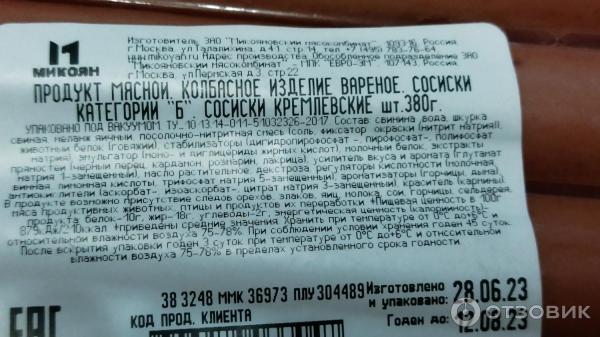 Изготовитель ЗАО "Микояновский мясокомбинат" Россия,
г.Москва, ул.Талалихина, д.41, стр.14, тел. +7 (495) 783-76-64
www.mikoyan.ru Адрес производства: Обособленное подразделение ЗАО
"Микояновский мясокомбинат" - "МПК "ЕВРО-ЭМ" 107143, Россия,
г.Москва, ул.Пермская д.3, стр.22
МИКОЯН
ПРОДУКТ МЯСНОЙ. КОЛБАСНОЕ ИЗДЕЛИЕ ВАРЕНОЕ. СОСИСКИ
КАТЕГОРИИ "Б". СОСИСКИ КРЕМЛЕВСКИЕ шт.380г.
УПАКОВАНО ПОД ВАКУУМОМ ТУ 10.13.14-011-51032326-2017 Состав: свинина, вода, шкурка
свиная, меланж яичный, посолочно-нитритная смесь (соль, фиксатор окраски (нитрит натрия)),
животный белок (говяжий), стабилизаторы (дигидропирофосфат -, пирофосфат-, полифосфат
натрия), эмульгатор (моно- и диглицериды жирных кислот), молочный белок, экстракты
пряностей (черный перец, кардамон, розмарин, лакрица), усилитель вкуса и аромата (глутамат
натрия 1-замещенный), масло растительное, декстроза, регуляторы кислотности (молочная,
винная, лимонная кислоты, трифосфат натрия 5-замещенный), ароматизаторы (горчицы, дыма),
антиокислители (аскорбат-, изоаскорбат-, цитрат натрия 3-замещенный), краситель (кармины)
В продукте возможно присутствие следов орехов, злаков, яиц, молока, сои, горчицы, сельдерея,
мяса продуктивных животных, птицы и продуктов их переработки *Пищевая ценность в 100г
продукта: белок-10г, жир-18г, углеводы-2г, Энергетическая ценность (калорийность)-
879кДж/210ккал *приведены средние значения Хранить при температуре от 0°С до +6°С и
относительной влажности воздуха 75-78%. При соблюдении условий хранения годен 45 суток
После вскрытия упаковки годен 3 суток при температуре от 0°С до +6°С и относительной
влажности воздуха 75-78% в пределах установленного срока годности.
38 3248 ММК 36973 ПЛУ 304489 Изготовлено 28.06.23
и упаковано:
КОД ПРОД. КЛИЕНТА Годен до: 12.08.23
EAC
ОТЗОВИК